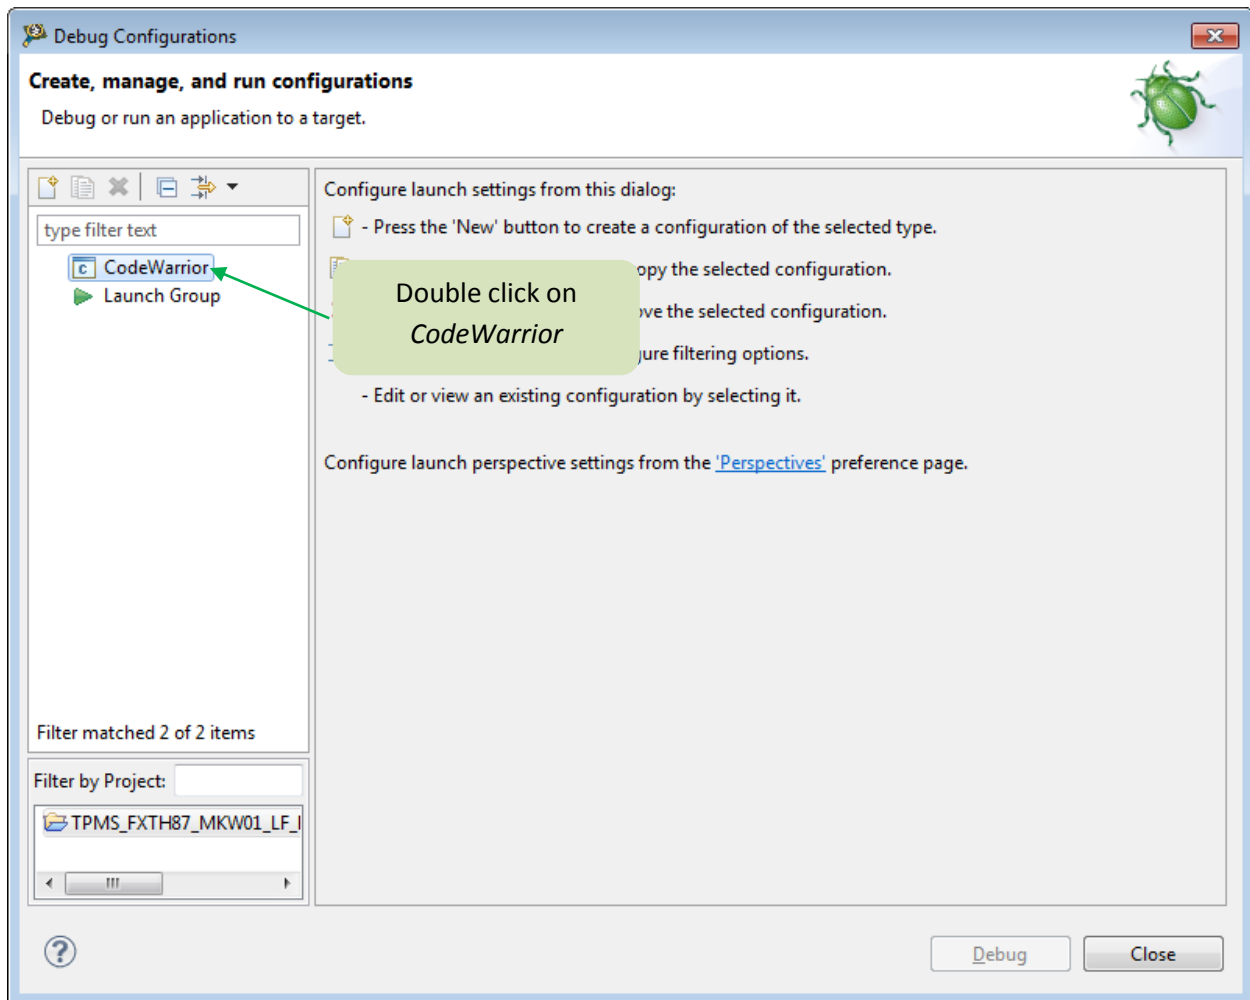 Debug Configurations
Create, manage, and run configurations
Debug or run an application to a target.
type filter text
CodeWarrior
Launch Group
Filter matched 2 of 2 items
Filter by Project:
TPMS_FXTH87_MKW01_LF_
Configure launch settings from this dialog:
- Press the 'New' button to create a configuration of the selected type.
opy the selected configuration.
ve the selected configuration.
ure filtering options.
- Edit or view an existing configuration by selecting it.
Configure launch perspective settings from the 'Perspectives' preference page.
Double click on
CodeWarrior
Debug
Close